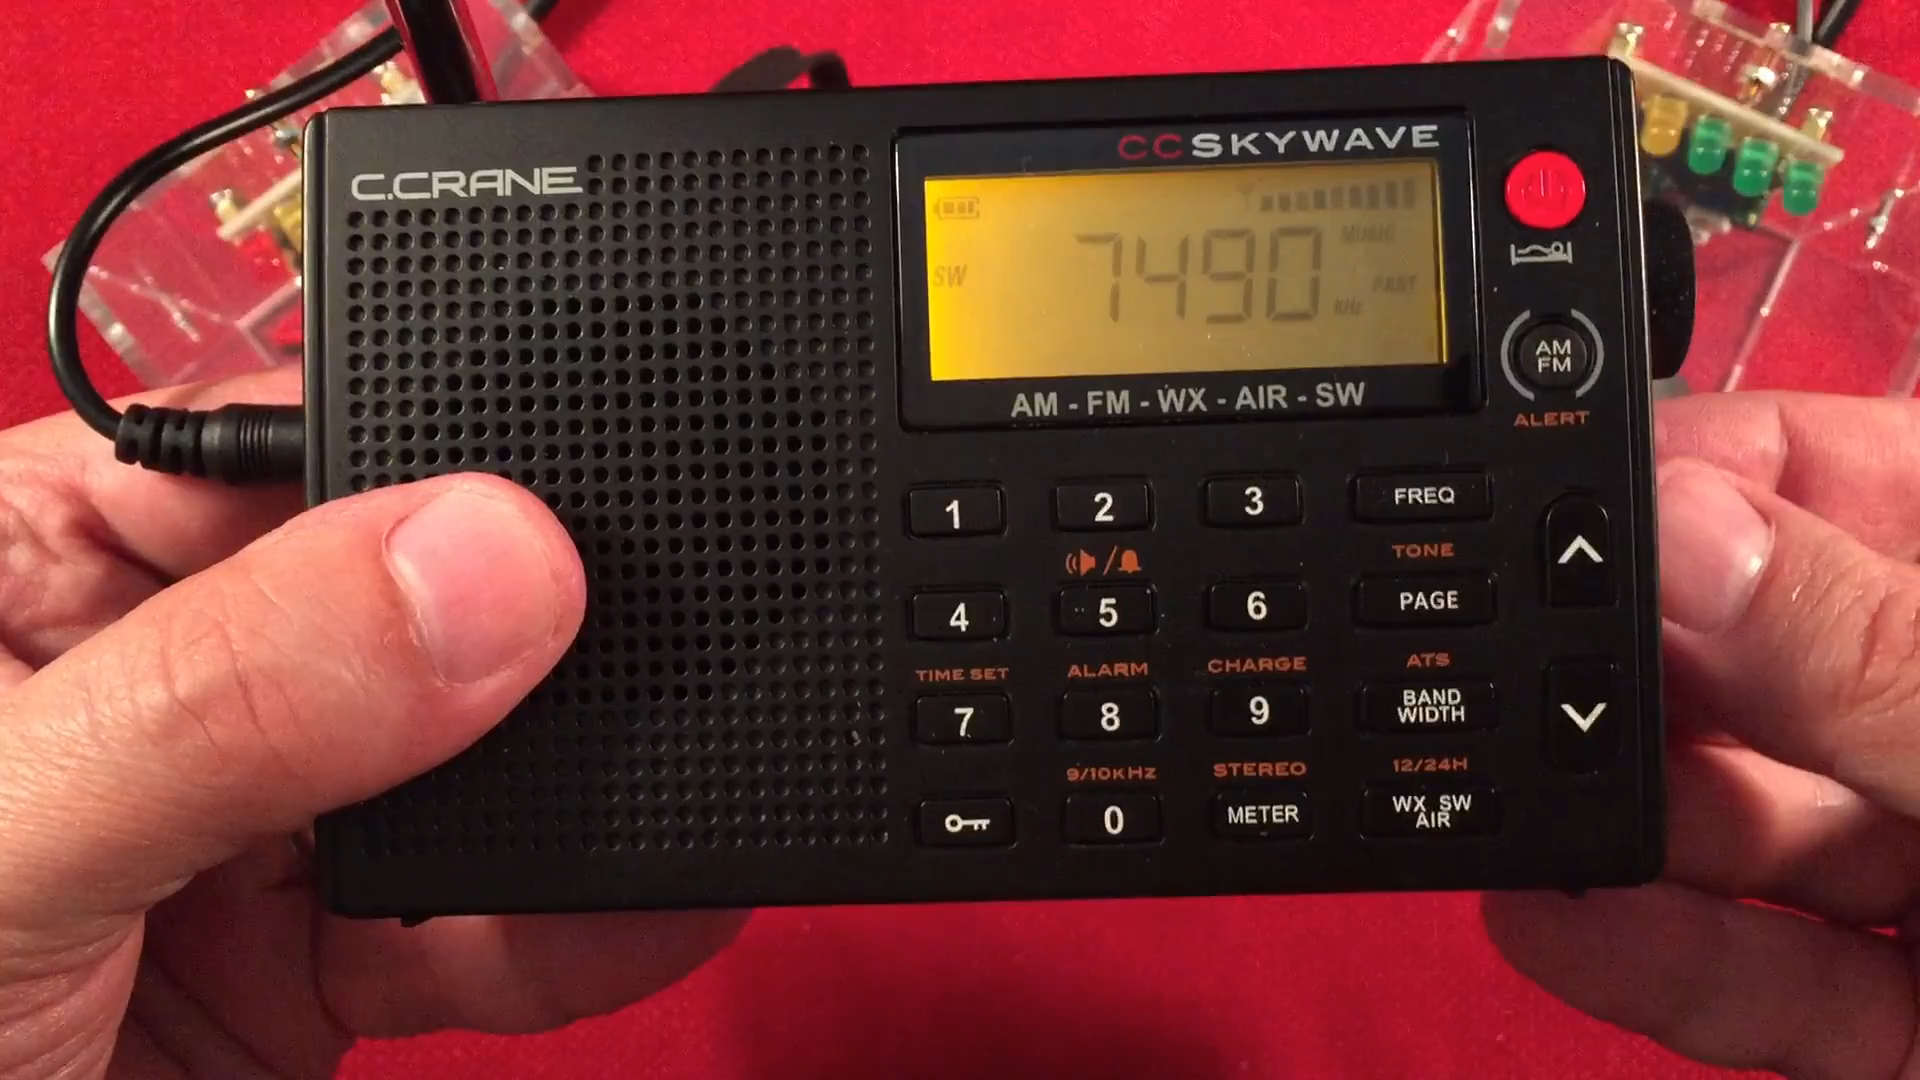 C.CRANE
CCSKYWAVE
SW
7490
KHz
MUSIC
FAST
AM - FM - WX - AIR - SW
AM
FM
ALERT
1
2
3
FREQ
TONE
4
5
6
PAGE
TIME SET
ALARM
CHARGE
ATS
7
8
9
BAND
WIDTH
9/10KHZ
STEREO
12/24H
0
METER
WX SW
AIR